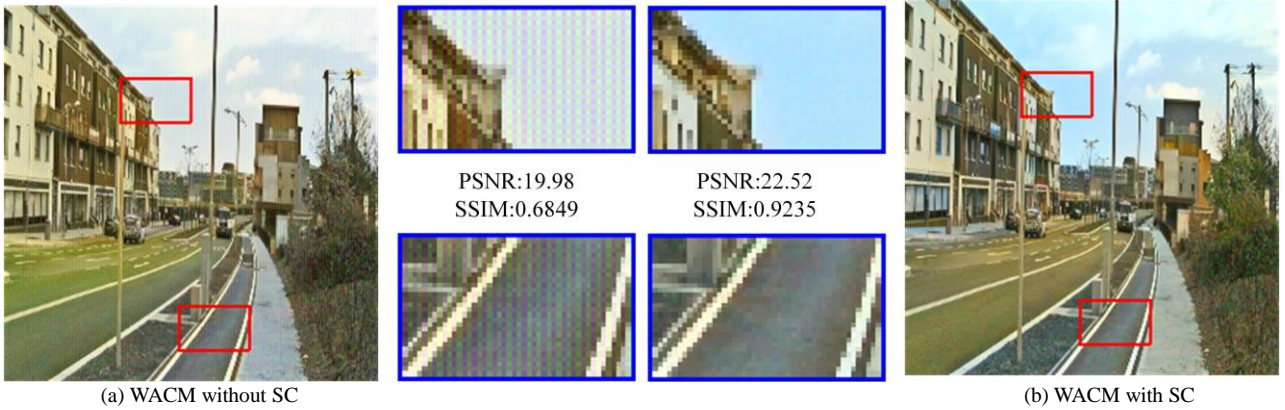 PSNR:19.98
SSIM:0.6849
PSNR:22.52
SSIM:0.9235
(a) WACM without SC
(b) WACM with SC